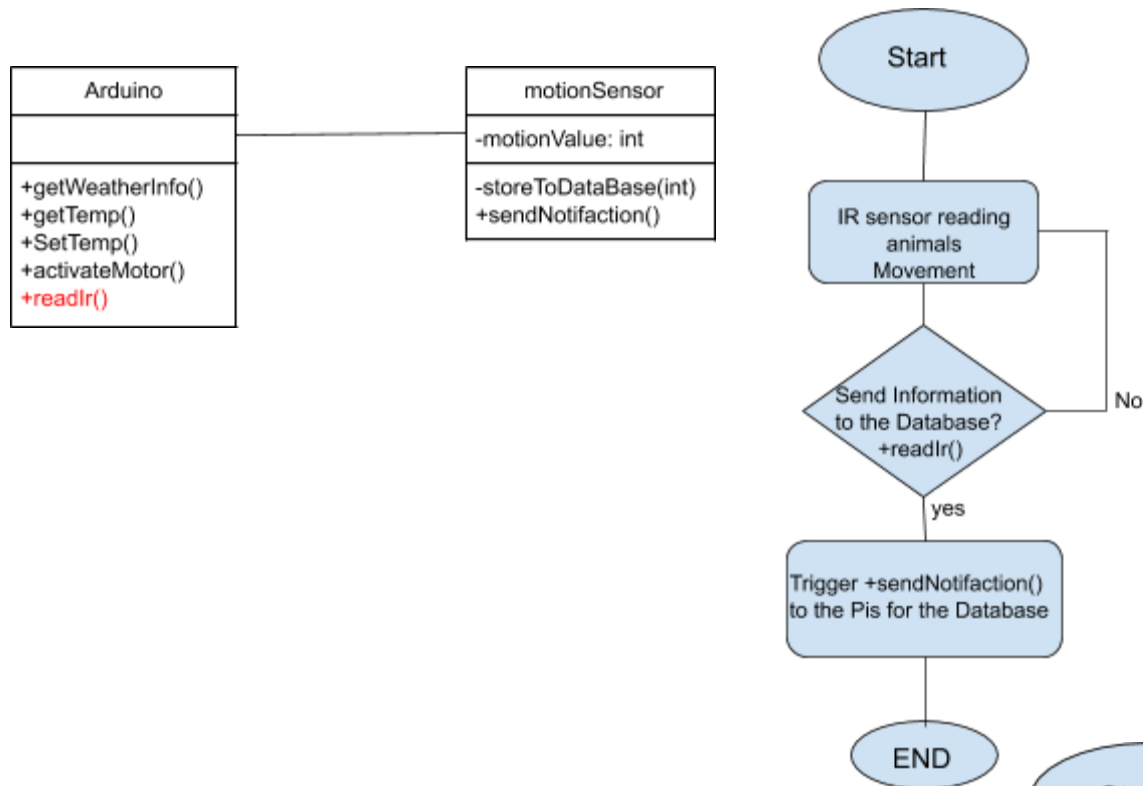 Arduino
+getWeatherInfo()
+getTemp()
+SetTemp()
+activateMotor()
+readIr()
motionSensor
-motionValue: int
-storeToDataBase(int)
+sendNotifaction()
Start
IR sensor reading
animals
Movement
Send Information
to the Database?
+readIr()
No
yes
Trigger +sendNotifaction()
to the Pis for the Database
END